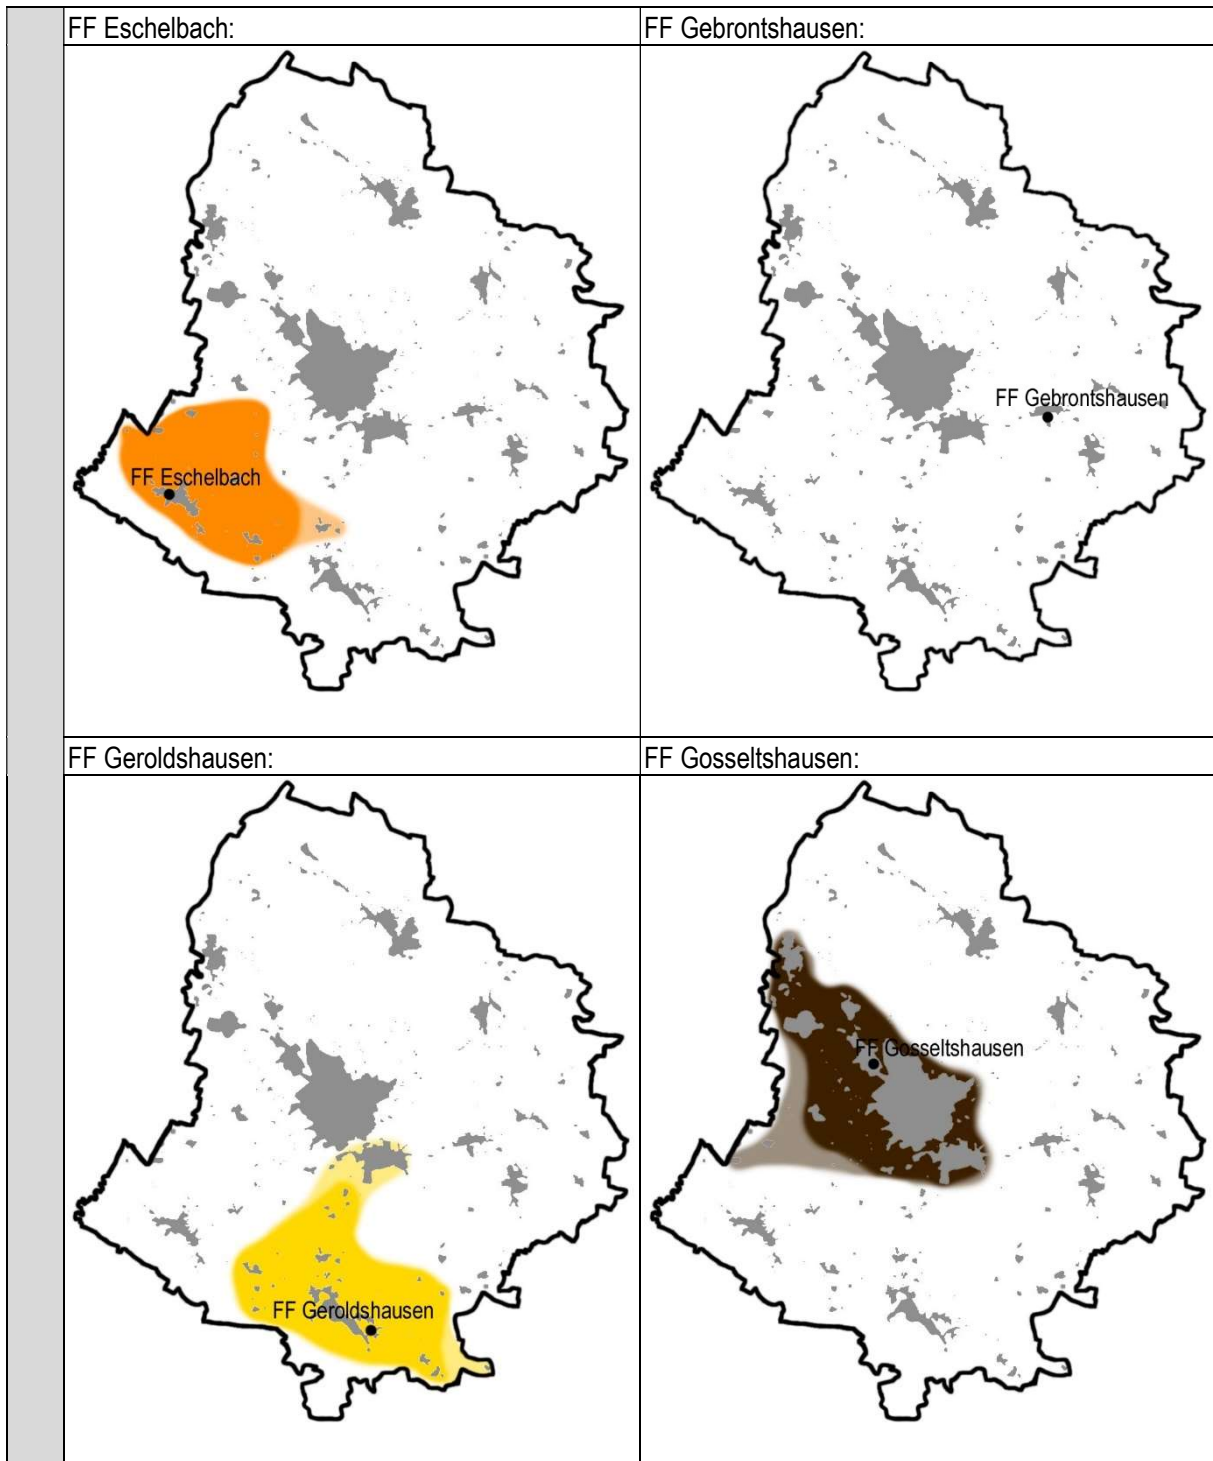 FF Eschelbach:
FF Gebrontshausen:
FF Gebrontshausen
FF Eschelbach
FF Geroldshausen:
FF Gosseltshausen:
FF Gosseltshausen
FF Geroldshausen